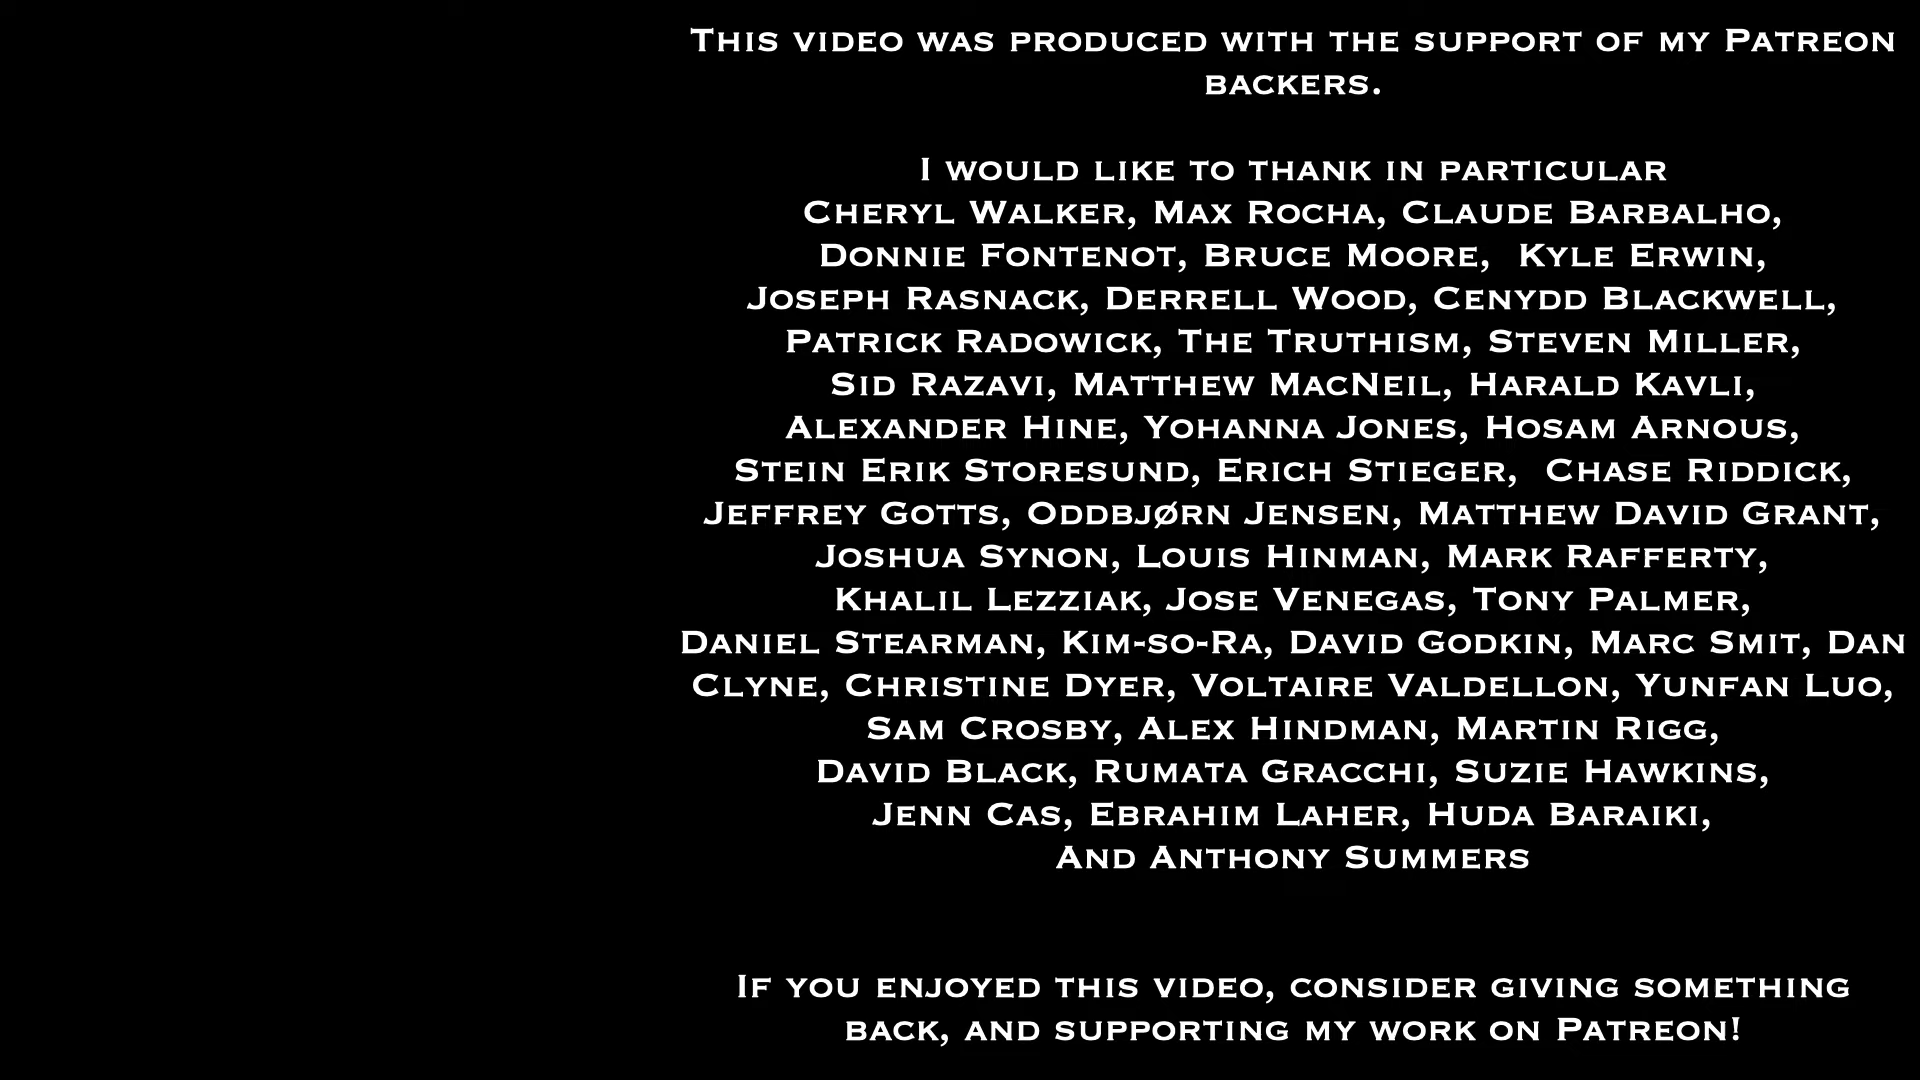 This video was produced with the support of my Patreon
backers.
I would like to thank in particular
Cheryl Walker, Max Rocha, Claude Barbalho,
Donnie Fontenot, Bruce Moore,  Kyle Erwin,
Joseph Rasnack, Derrell Wood, Cenydd Blackwell,
Patrick Radowick, The Truthism, Steven Miller,
Sid Razavi, Matthew MacNeil, Harald Kavli,
Alexander Hine, Yohanna Jones, Hosam Arnous,
Stein Erik Storesund, Erich Stieger,  Chase Riddick,
Jeffrey Gotts, Oddbjørn Jensen, Matthew David Grant,
Joshua Synon, Louis Hinman, Mark Rafferty,
Khalil Lezziak, Jose Venegas, Tony Palmer,
Daniel Stearman, Kim-so-Ra, David Godkin, Marc Smit, Dan
Clyne, Christine Dyer, Voltaire Valdellon, Yunfan Luo,
Sam Crosby, Alex Hindman, Martin Rigg,
David Black, Rumata Gracchi, Suzie Hawkins,
Jenn Cas, Ebrahim Laher, Huda Baraiki,
And Anthony Summers
If you enjoyed this video, consider giving something
back, and supporting my work on Patreon!